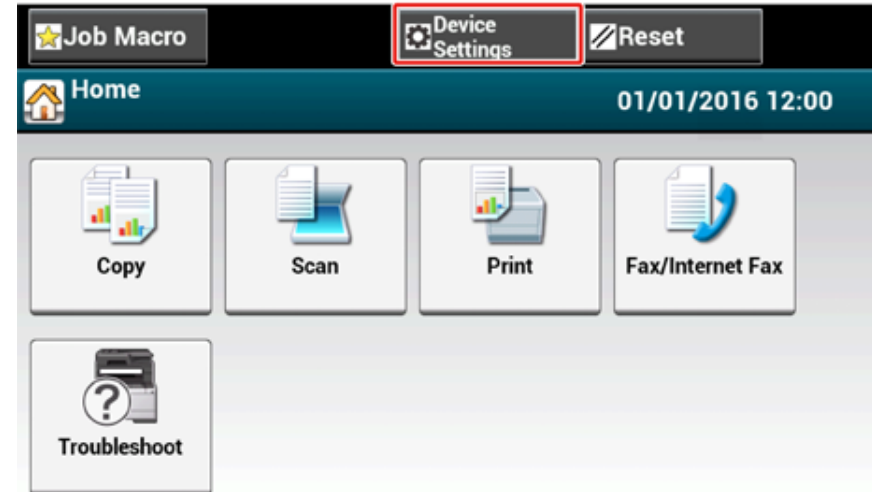 Job Macro
Device
Settings
Reset
Home
01/01/2016 12:00
Copy
Scan
Print
Fax/Internet Fax
?
Troubleshoot